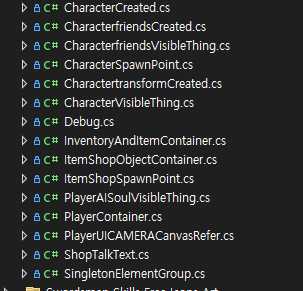 C# CharacterCreated.cs
C# CharacterfriendsCreated.cs
C# CharacterfriendsVisibleThing.cs
C# CharacterSpawnPoint.cs
C# CharactertransformCreated.cs
C# CharacterVisibleThing.cs
C# Debug.cs
C# InventoryAndItemContainer.cs
C# ItemShopObjectContainer.cs
C# ItemShopSpawnPoint.cs
C# PlayerAISoulVisibleThing.cs
C# PlayerContainer.cs
C# PlayerUICAMERACanvasRefer.cs
C# ShopTalkText.cs
C# SingletonElementGroup.cs